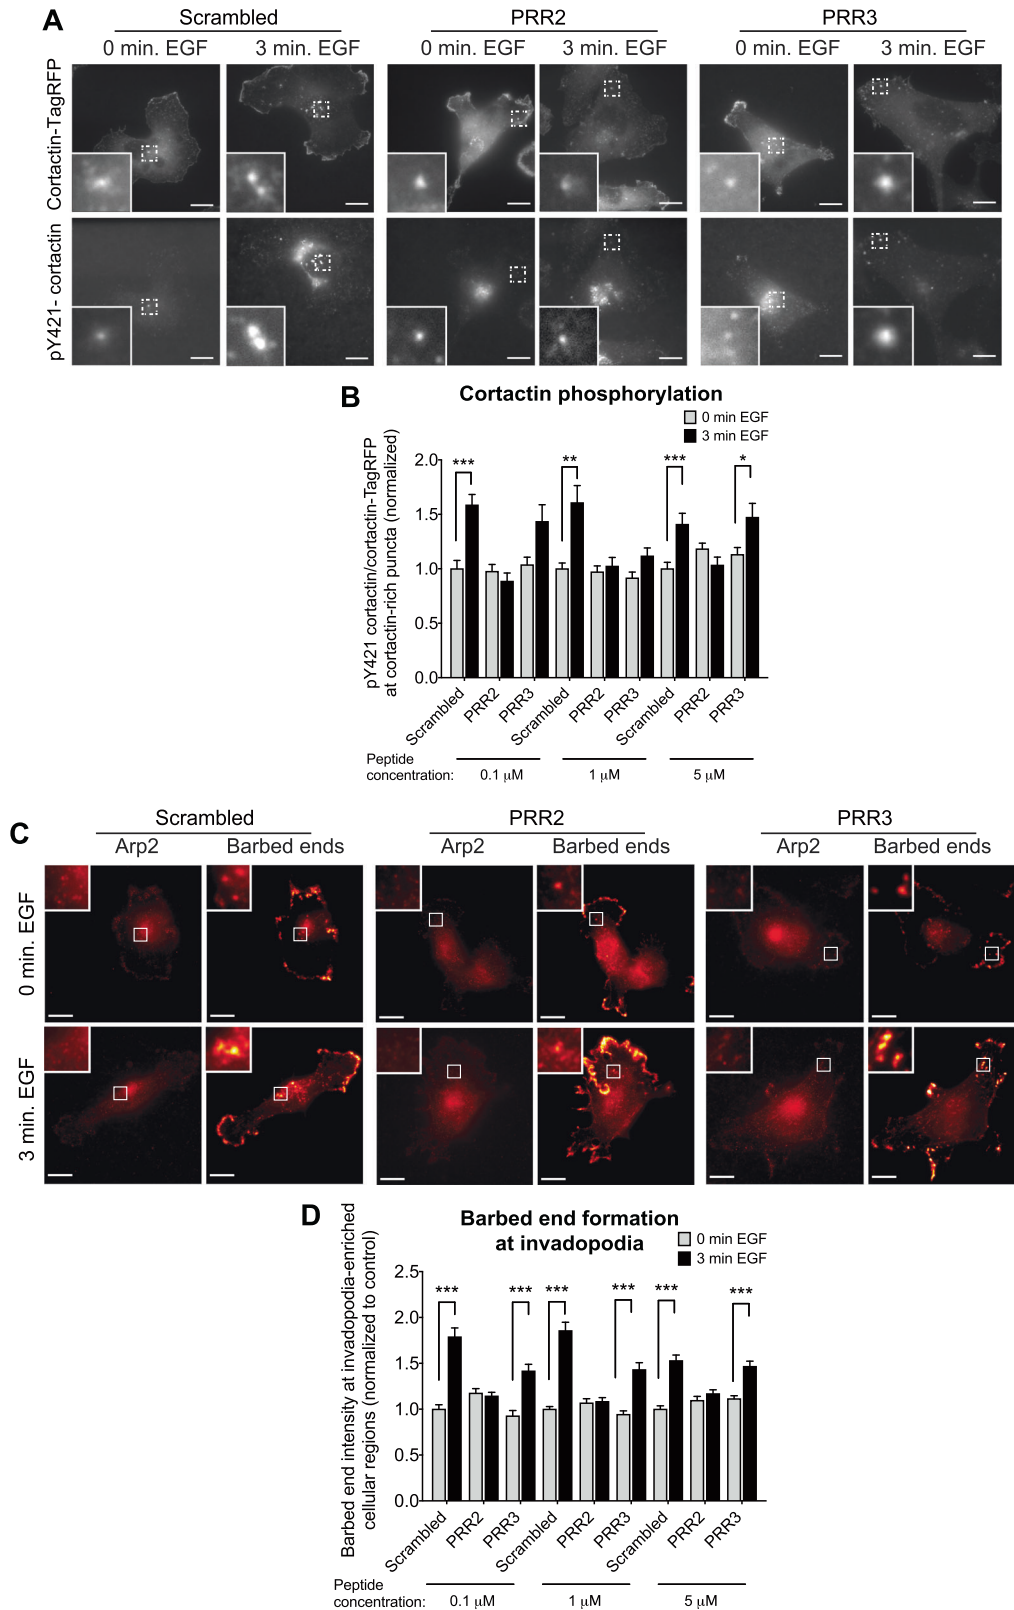 A
Scrambled PRR2 PRR3
0 min. EGF 3 min. EGF 0 min. EGF 3 min. EGF 0 min. EGF 3 min. EGF
Cortactin-TagRFP
pY421- cortactin
B
Cortactin phosphorylation
0 min EGF
3 min EGF
pY421 cortactin/cortactin-TagRFP
at cortactin-rich puncta (normalized)
2.0
1.5
1.0
0.5
0.0
*** ** *** *
Scrambled PRR2 PRR3 Scrambled PRR2 PRR3 Scrambled PRR2 PRR3
Peptide
concentration: 0.1 µM 1 µM 5 µM
C
Scrambled PRR2 PRR3
Arp2 Barbed ends Arp2 Barbed ends Arp2 Barbed ends
0 min. EGF
3 min. EGF
D
Barbed end formation
at invadopodia
0 min EGF
3 min EGF
Barbed end intensity at invadopodia-enriched
cellular regions (normalized to control)
2.5
2.0
1.5
1.0
0.5
0.0
*** *** *** *** *** ***
Scrambled PRR2 PRR3 Scrambled PRR2 PRR3 Scrambled PRR2 PRR3
Peptide
concentration: 0.1 µM 1 µM 5 µM